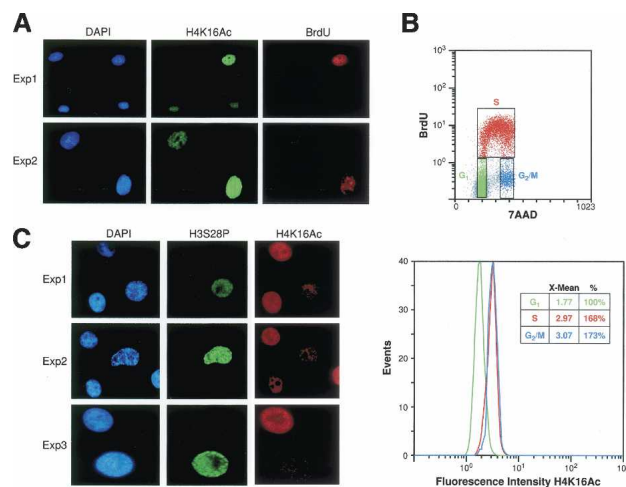 A
DAPI H4K16Ac BrdU
Exp1
Exp2
B
BrdU
10³
10²
10¹
10⁰
S
G₁
G₂/M
0 7AAD 1023
C
DAPI H3S28P H4K16Ac
Exp1
Exp2
Exp3
Events
40
30
20
10
0
X-Mean %
G₁ 1.77 100%
S 2.97 168%
G₂/M 3.07 173%
10⁰ 10¹ 10² 10³
Fluorescence Intensity H4K16Ac